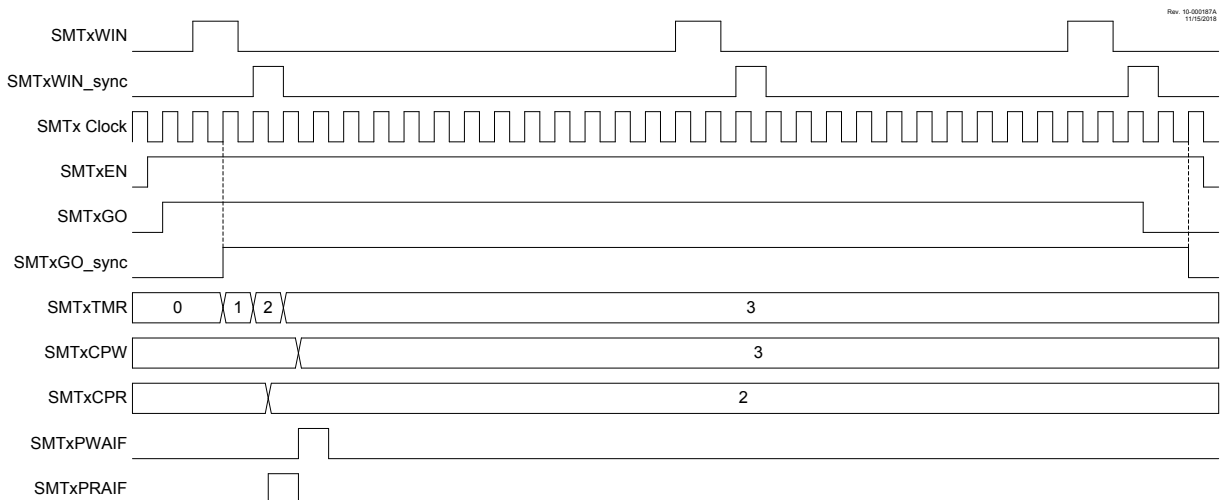 Rev. 10-000187A
11/15/2018
SMTxWIN
SMTxWIN_sync
SMTx Clock
SMTxEN
SMTxGO
SMTxGO_sync
SMTxTMR 0 1 2 3
SMTxCPW 3
SMTxCPR 2
SMTxPWAIF
SMTxPRAIF